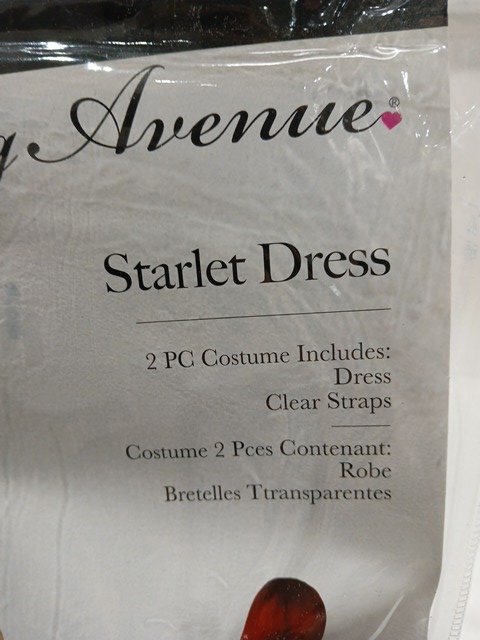 Avenue®
Starlet Dress
2 PC Costume Includes:
Dress
Clear Straps
Costume 2 Pces Contenant:
Robe
Bretelles Ttransparentes